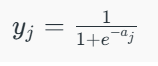 $y_j = \frac{1}{1+e^{-a_j}}$